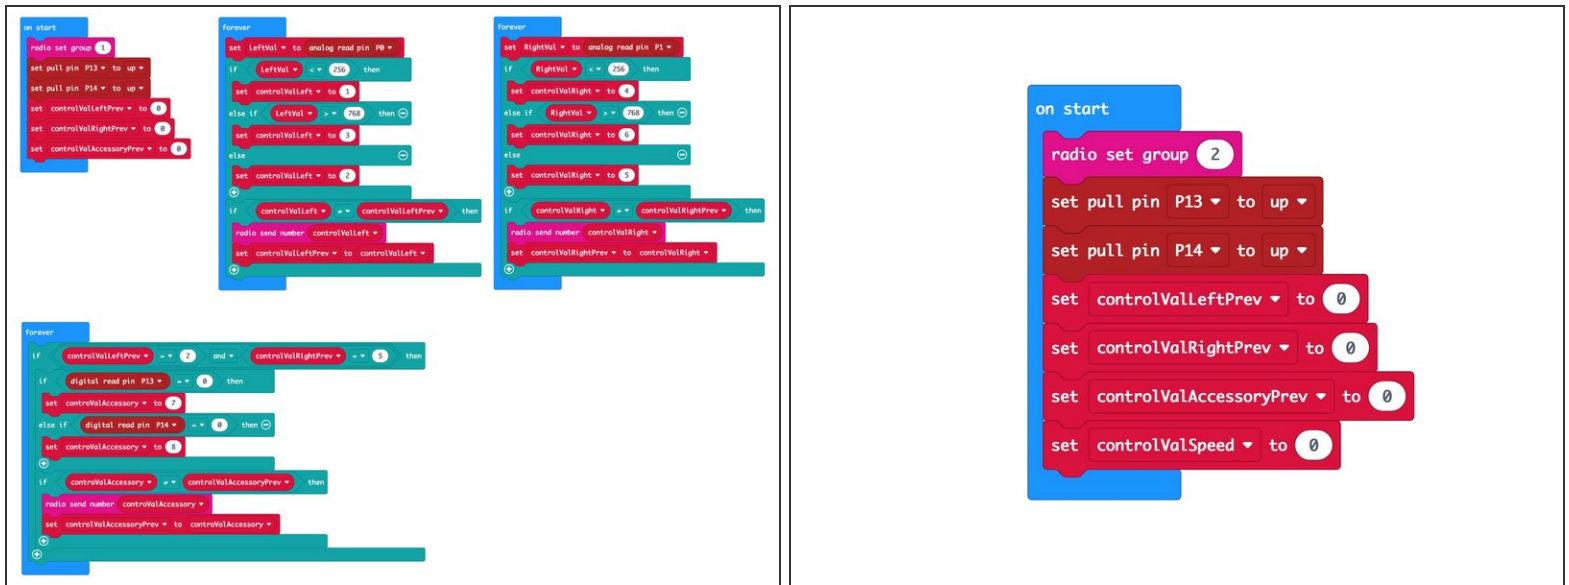 on start
radio set group 1
set pull pin P13 to up
set pull pin P14 to up
set controlValLeftPrev to 0
set controlValRightPrev to 0
set controlValAccessoryPrev to 0
forever
set LeftVal to analog read pin P0
if LeftVal < 256 then
set controlValLeft to 1
else if LeftVal > 768 then
set controlValLeft to 3
else
set controlValLeft to 2
if controlValLeft ≠ controlValLeftPrev then
radio send number controlValLeft
set controlValLeftPrev to controlValLeft
forever
set RightVal to analog read pin P1
if RightVal < 256 then
set controlValRight to 4
else if RightVal > 768 then
set controlValRight to 6
else
set controlValRight to 5
if controlValRight ≠ controlValRightPrev then
radio send number controlValRight
set controlValRightPrev to controlValRight
forever
if controlValLeftPrev = 2 and controlValRightPrev = 5 then
if digital read pin P13 = 0 then
set controValAccessory to 7
else if digital read pin P14 = 0 then
set controValAccessory to 8
if controValAccessory ≠ controlValAccessoryPrev then
radio send number controValAccessory
set controlValAccessoryPrev to controValAccessory
on start
radio set group 2
set pull pin P13 to up
set pull pin P14 to up
set controlValLeftPrev to 0
set controlValRightPrev to 0
set controlValAccessoryPrev to 0
set controlValSpeed to 0